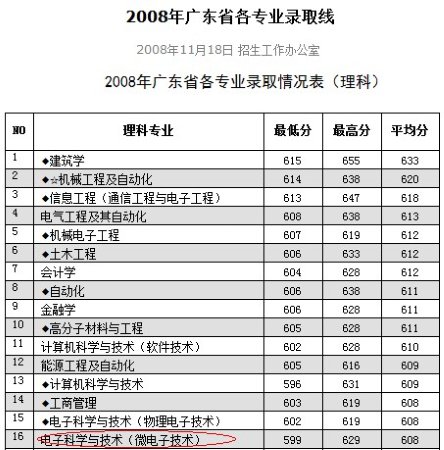 2008年广东省各专业录取线
2008年11月18日 招生工作办公室
2008年广东省各专业录取情况表（理科）
NO 理科专业 最低分 最高分 平均分
1 ◆建筑学 615 655 633
2 ◆☆机械工程及自动化 614 638 620
3 ◆信息工程（通信工程与电子工程） 613 647 618
4 电气工程及其自动化 608 638 613
5 ◆机械电子工程 607 619 612
6 ◆土木工程 606 633 612
7 会计学 604 628 612
8 ◆自动化 606 638 611
9 金融学 606 628 611
10 ◆高分子材料与工程 605 628 611
11 计算机科学与技术（软件技术） 602 628 610
12 能源工程及自动化 605 616 609
13 ◆计算机科学与技术 596 631 609
14 ◆工商管理 603 619 608
15 ◆电子科学与技术（物理电子技术） 602 619 608
16 电子科学与技术（微电子技术） 599 629 608